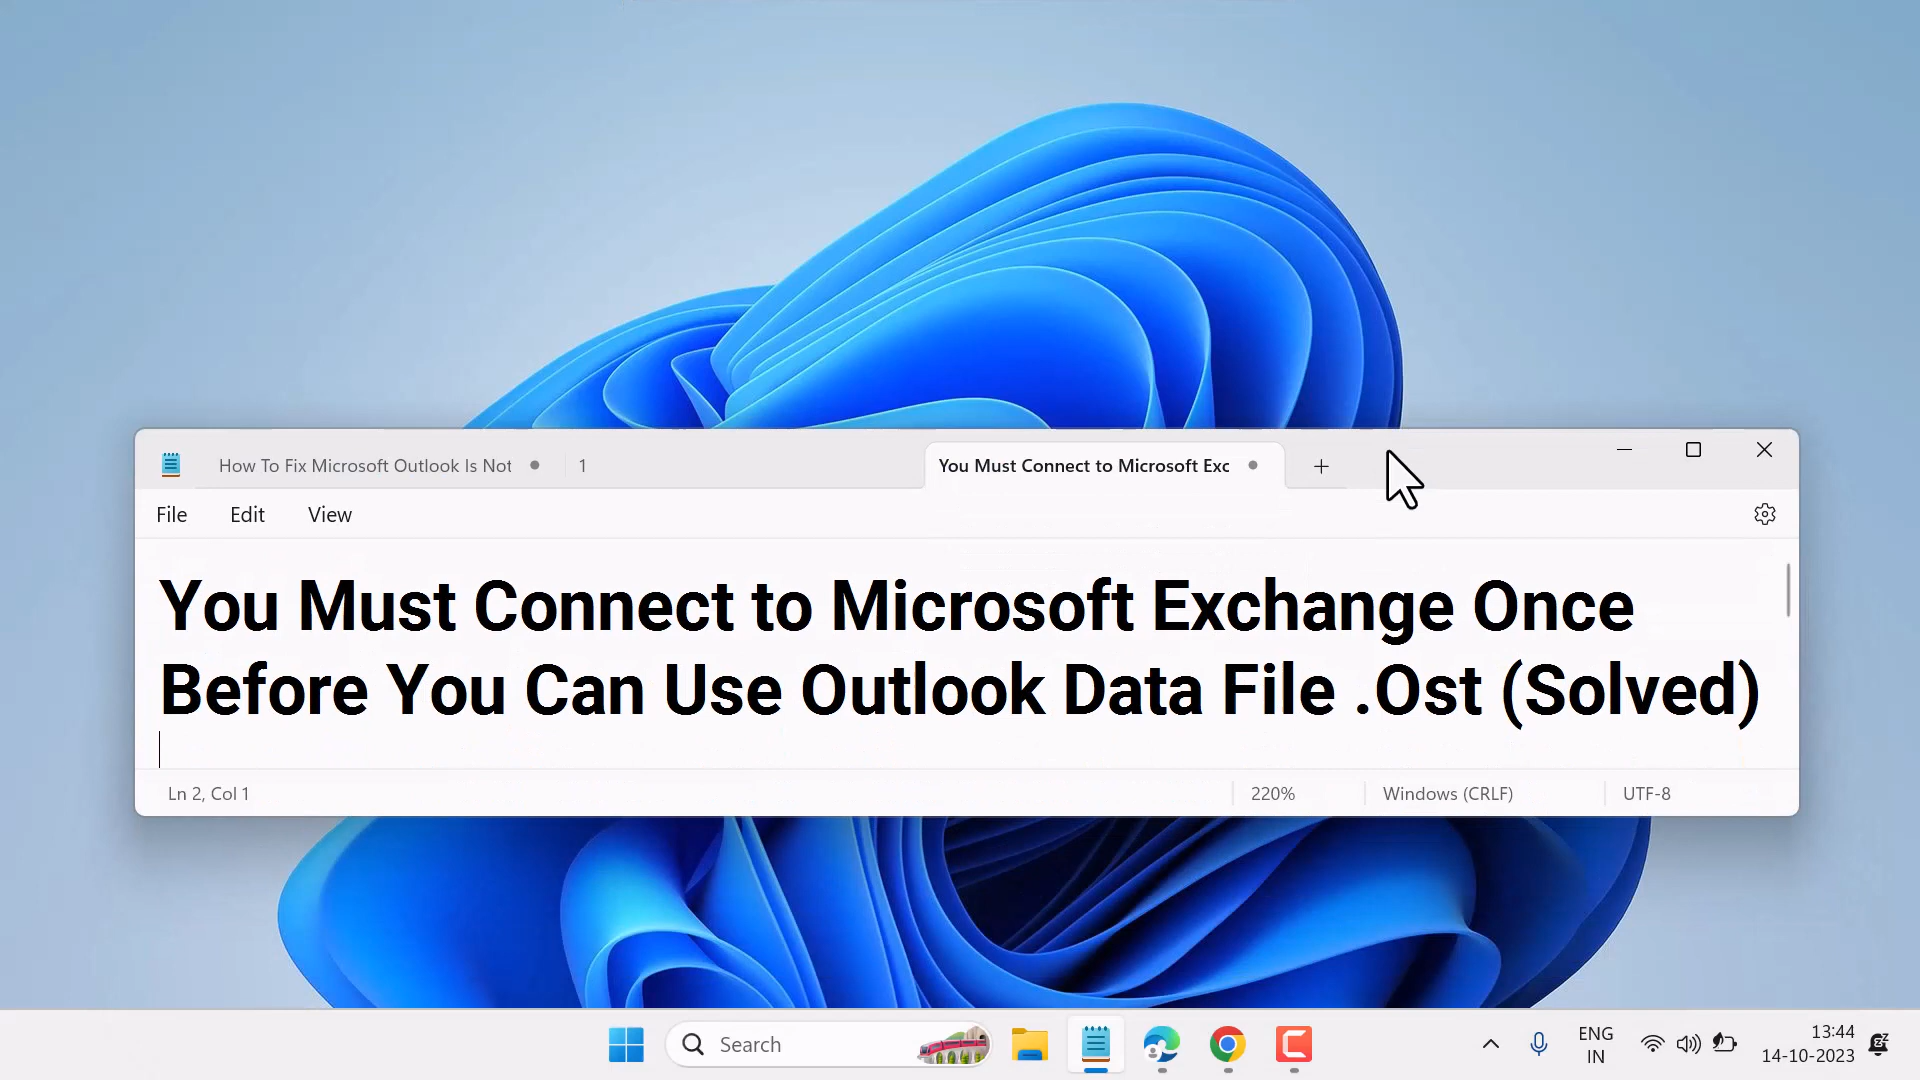 How To Fix Microsoft Outlook Is Not
1
You Must Connect to Microsoft Exc
File
Edit
View
You Must Connect to Microsoft Exchange Once
Before You Can Use Outlook Data File .Ost (Solved)
Ln 2, Col 1
220%
Windows (CRLF)
UTF-8
Search
ENG
IN
13:44
14-10-2023